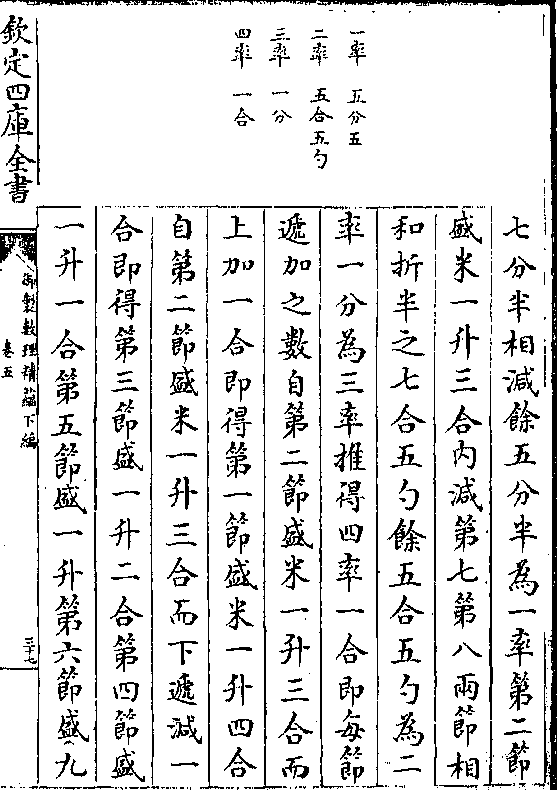 一率　五分五
二率　五合五勺
三率　一分
四率　一合
七分半相減餘五分半為一率第二節
盛米一升三合內減第七第八兩節相
和折半之七合五勺餘五合五勺為二
率一分為三率推得四率一合即每節
遞加之數自第二節盛米一升三合而
上加一合即得第一節盛米一升四合
自第二節盛米一升三合而下遞減一
合即得第三節盛一升二合第四節盛
一升一合第五節盛一升第六節盛九
欽定四庫全書
御製數理精蘊下編
卷五
三十七